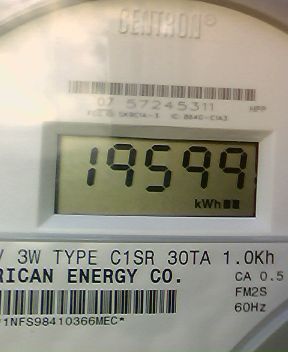 CENTRON®
07 57245311
HPP
19599
kWh
V 3W TYPE C1SR 30TA 1.0Kh
RICAN ENERGY CO.
CA 0.5
FM2S
60Hz
*1NFS98410366MEC*